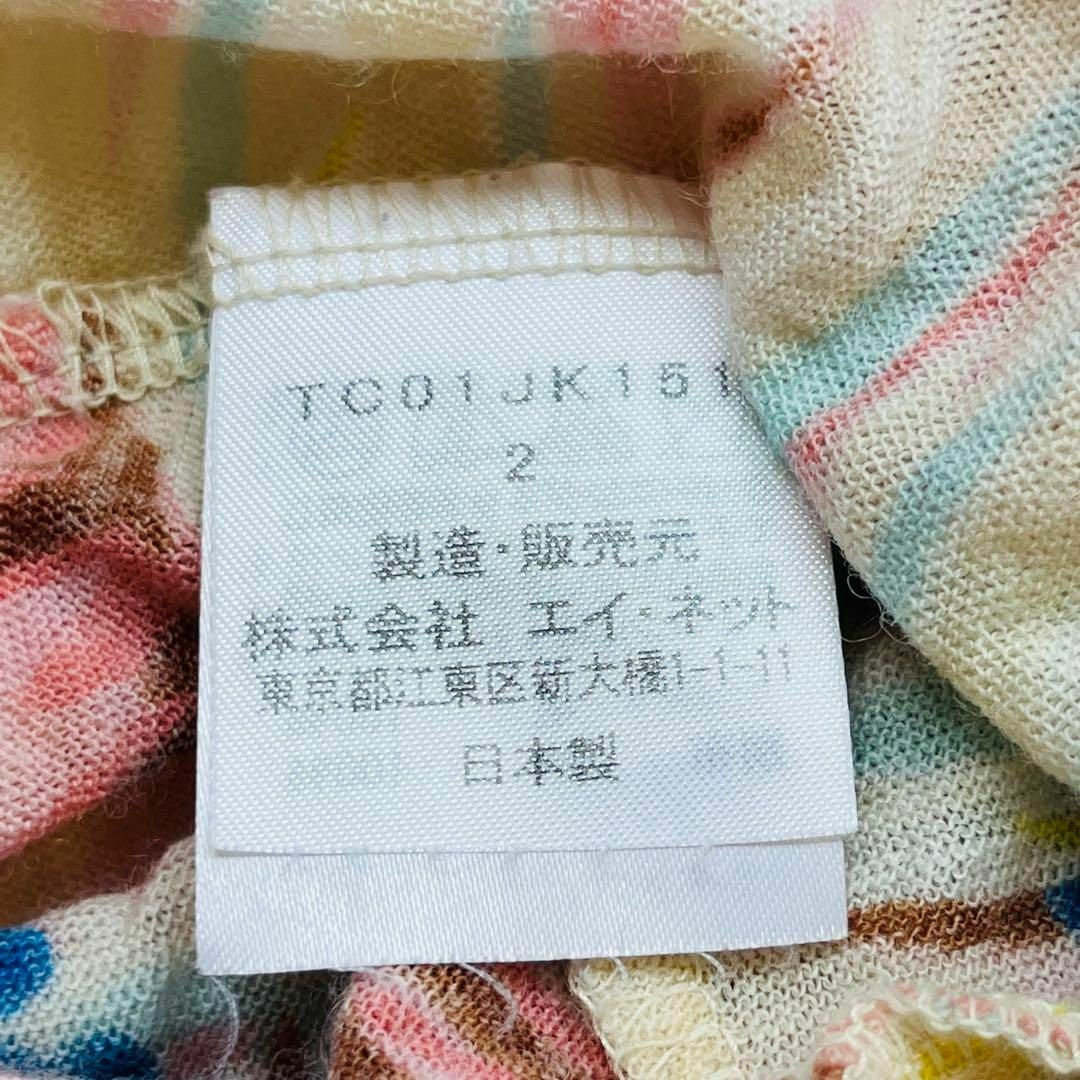 TC01JK151
2
製造・販売元
株式会社 エイ・ネット
東京都江東区新大橋1-1-11
日本製